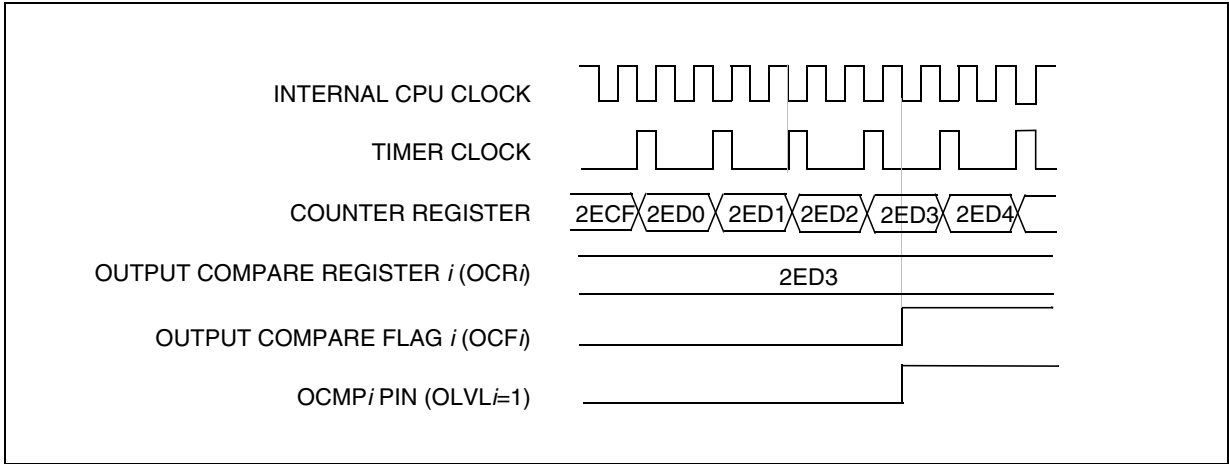 INTERNAL CPU CLOCK
TIMER CLOCK
COUNTER REGISTER 2ECF 2ED0 2ED1 2ED2 2ED3 2ED4
OUTPUT COMPARE REGISTER i (OCRi) 2ED3
OUTPUT COMPARE FLAG i (OCFi)
OCMPi PIN (OLVLi=1)